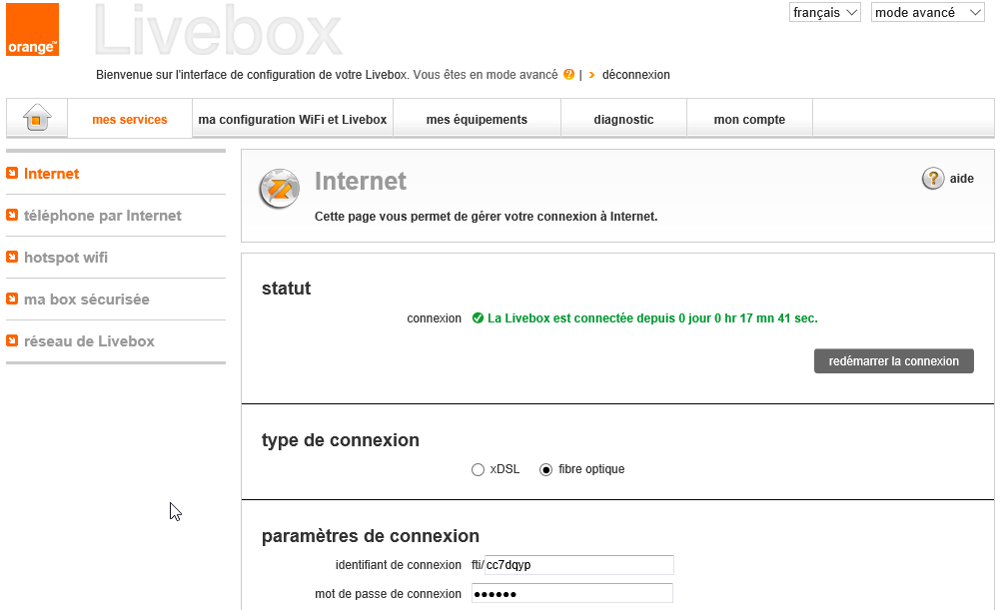 orange™
Livebox
français
mode avancé
Bienvenue sur l'interface de configuration de votre Livebox. Vous êtes en mode avancé ? | déconnexion
mes services
ma configuration WiFi et Livebox
mes équipements
diagnostic
mon compte
Internet
téléphone par Internet
hotspot wifi
ma box sécurisée
réseau de Livebox
Internet
? aide
Cette page vous permet de gérer votre connexion à Internet.
statut
connexion La Livebox est connectée depuis 0 jour 0 hr 17 mn 41 sec.
redémarrer la connexion
type de connexion
xDSL fibre optique
paramètres de connexion
identifiant de connexion fti/cc7dqyp
mot de passe de connexion ●●●●●●